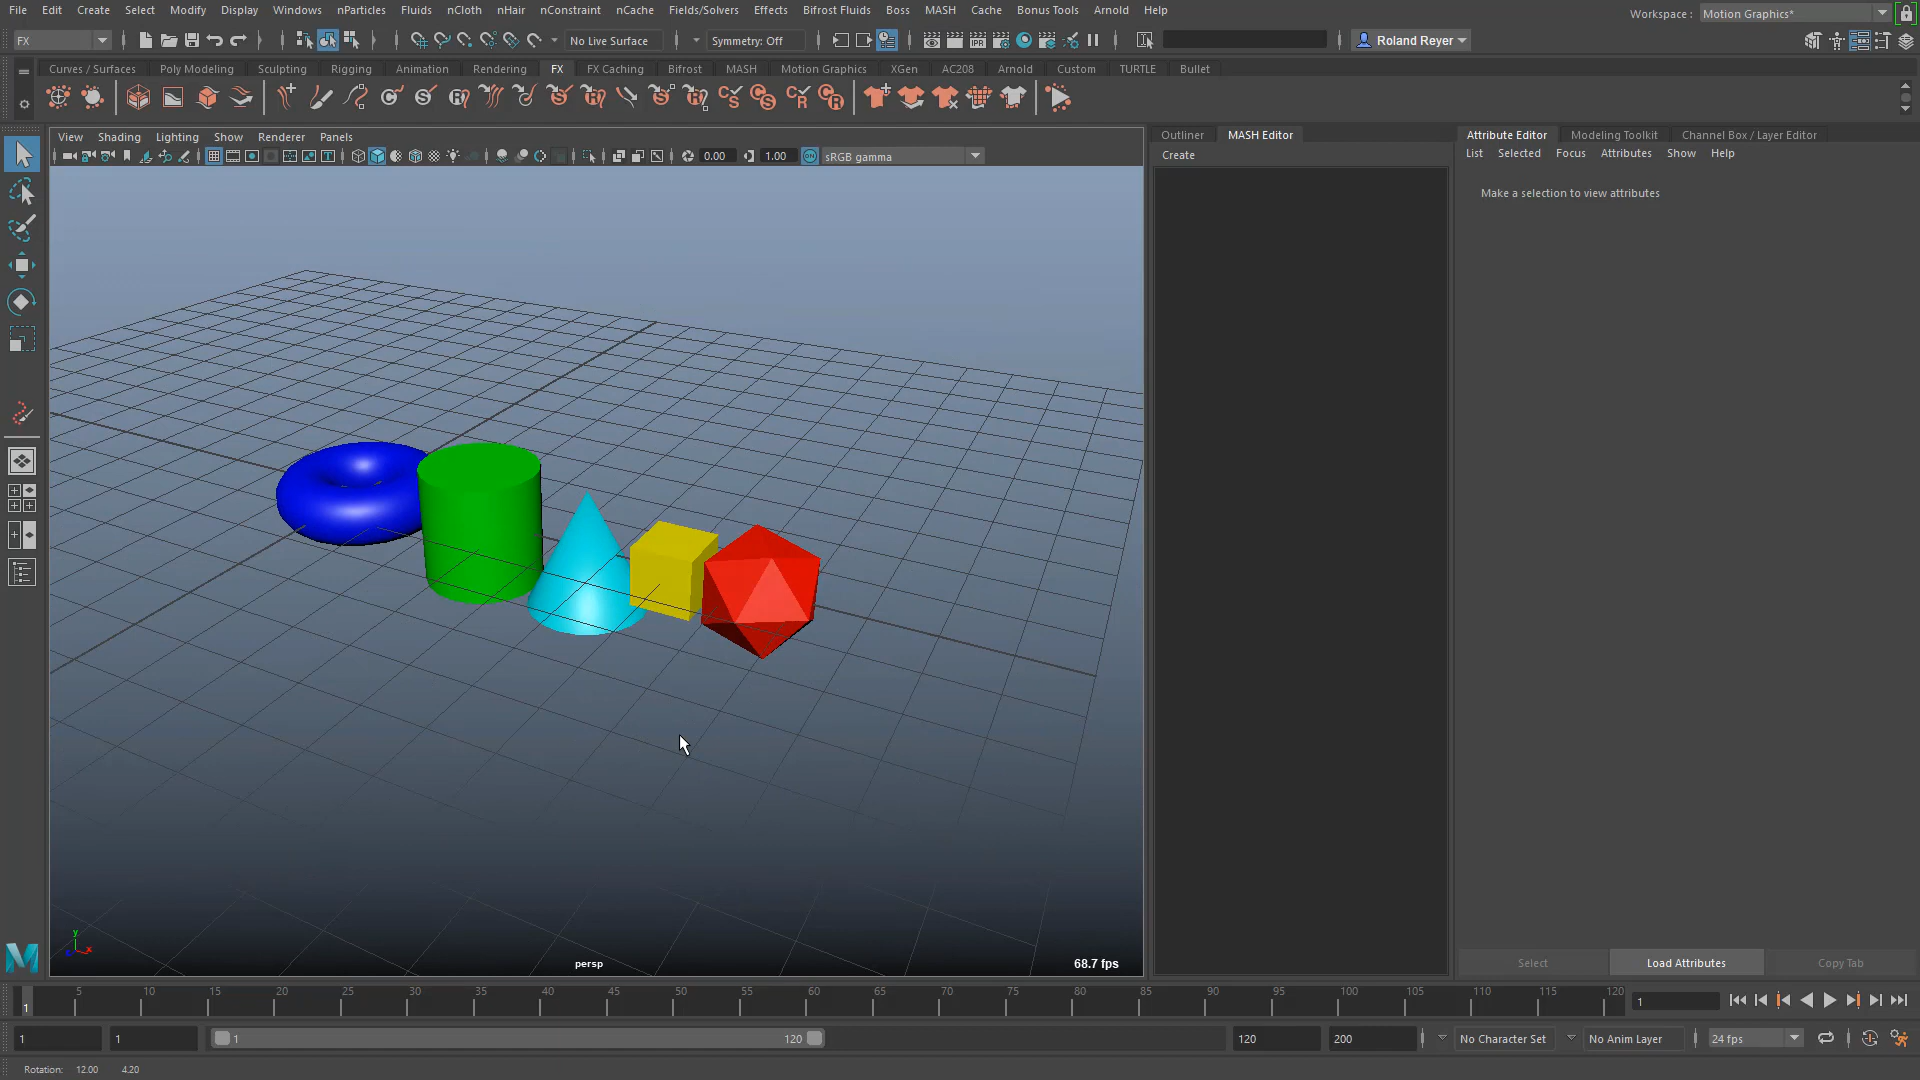 File Edit Create Select Modify Display Windows nParticles Fluids nCloth nHair nConstraint nCache Fields/Solvers Effects Bifrost Fluids Boss MASH Cache Bonus Tools Arnold Help
Workspace : Motion Graphics*
FX No Live Surface Symmetry: Off IPR Roland Reyer
Curves / Surfaces Poly Modeling Sculpting Rigging Animation Rendering FX FX Caching Bifrost MASH Motion Graphics XGen AC208 Arnold Custom TURTLE Bullet
View Shading Lighting Show Renderer Panels
0.00 1.00 ON sRGB gamma
Outliner MASH Editor
Create
Attribute Editor Modeling Toolkit Channel Box / Layer Editor
List Selected Focus Attributes Show Help
Make a selection to view attributes
y
x
persp
68.7 fps
Select Load Attributes Copy Tab
5 10 15 20 25 30 35 40 45 50 55 60 65 70 75 80 85 90 95 100 105 110 115 120
1
1
1 1 1 120 120 200 No Character Set No Anim Layer 24 fps
Rotation: 12.00 4.20